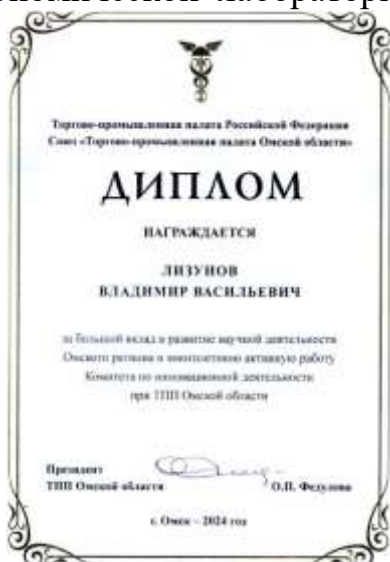 Торгово-промышленная палата Российской Федерации
Союз «Торгово-промышленная палата Омской области»
ДИПЛОМ
НАГРАЖДАЕТСЯ
ЛИЗУНОВ
ВЛАДИМИР ВАСИЛЬЕВИЧ
за большой вклад в развитие научной деятельности
Омского региона и многолетнюю активную работу
Комитета по инновационной деятельности
при ТПП Омской области
Президент
ТПП Омской области О.П. Федулова
г. Омск – 2024 год